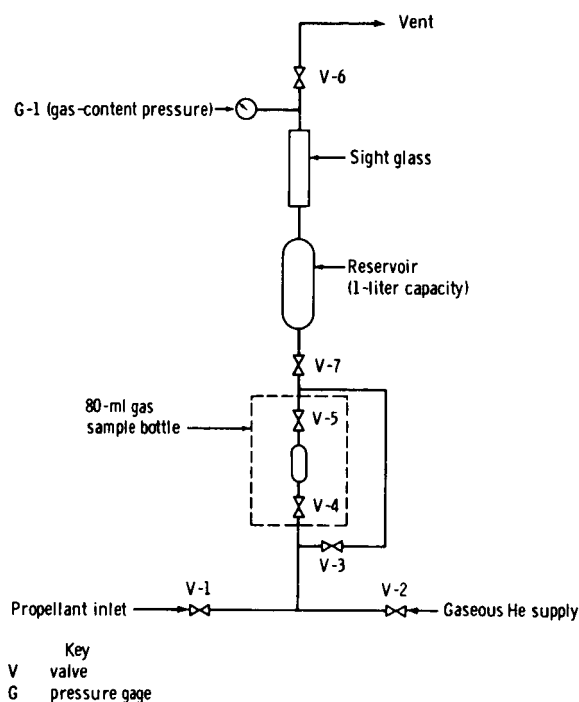 Vent
V-6
G-1 (gas-content pressure)
Sight glass
Reservoir
(1-liter capacity)
V-7
80-ml gas
sample bottle
V-5
V-4
V-3
V-1
V-2
Propellant inlet
Gaseous He supply
Key
V valve
G pressure gage